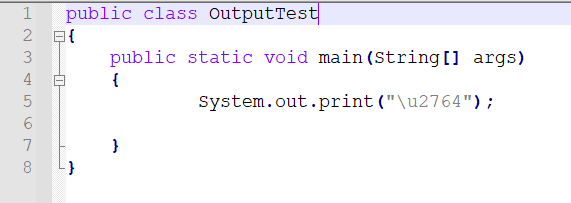 1 public class OutputTest
2 {
3 public static void main(String[] args)
4 {
5 System.out.print("\u2764");
6
7 }
8 }